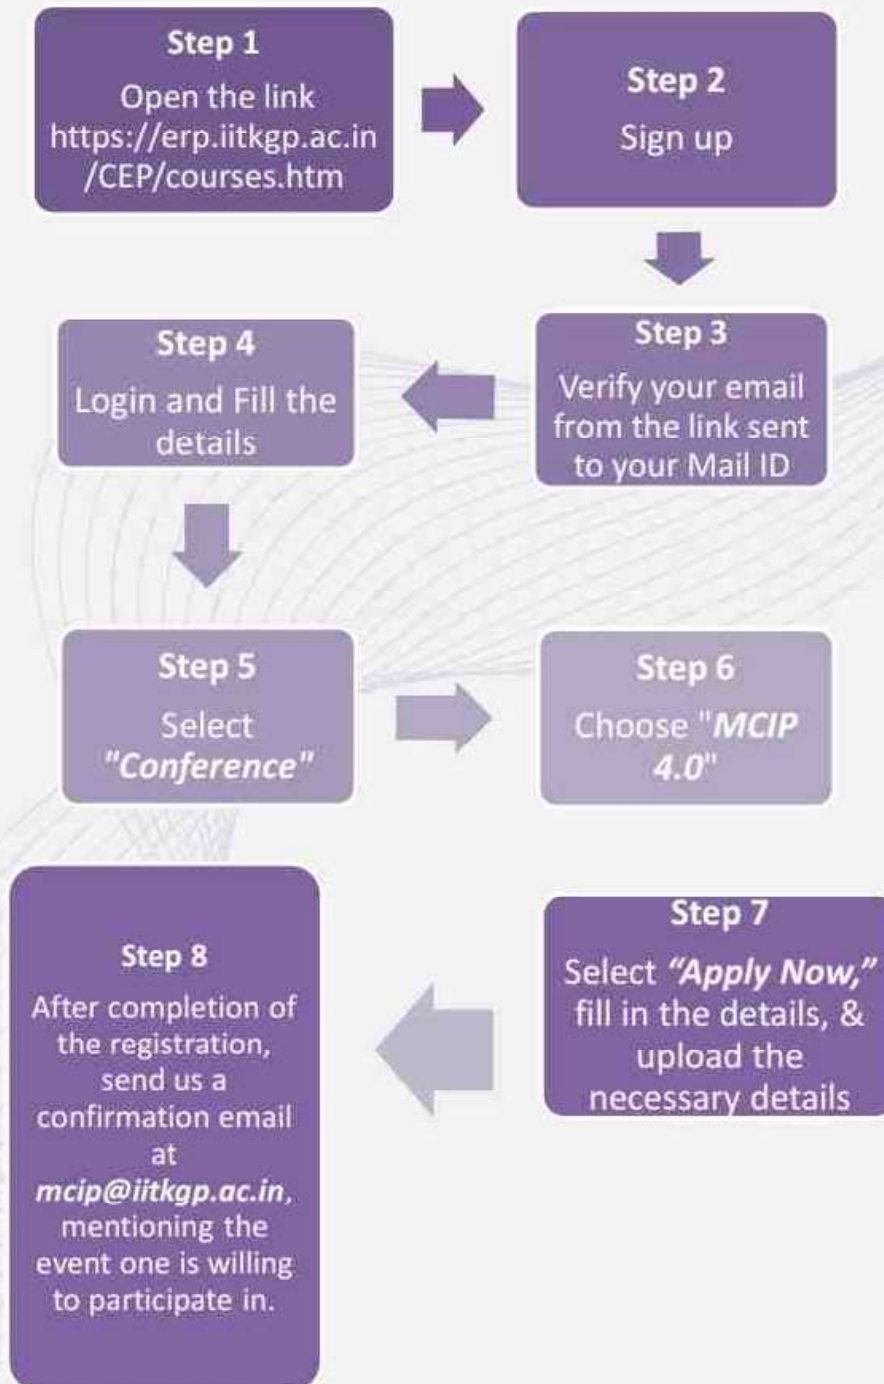 Step 1
Open the link
https://erp.iitkgp.ac.in
/CEP/courses.htm
Step 2
Sign up
Step 3
Verify your email
from the link sent
to your Mail ID
Step 4
Login and Fill the
details
Step 5
Select
"Conference"
Step 6
Choose "MCIP
4.0"
Step 7
Select “Apply Now,”
fill in the details, &
upload the
necessary details
Step 8
After completion of
the registration,
send us a
confirmation email
at
mcip@iitkgp.ac.in,
mentioning the
event one is willing
to participate in.